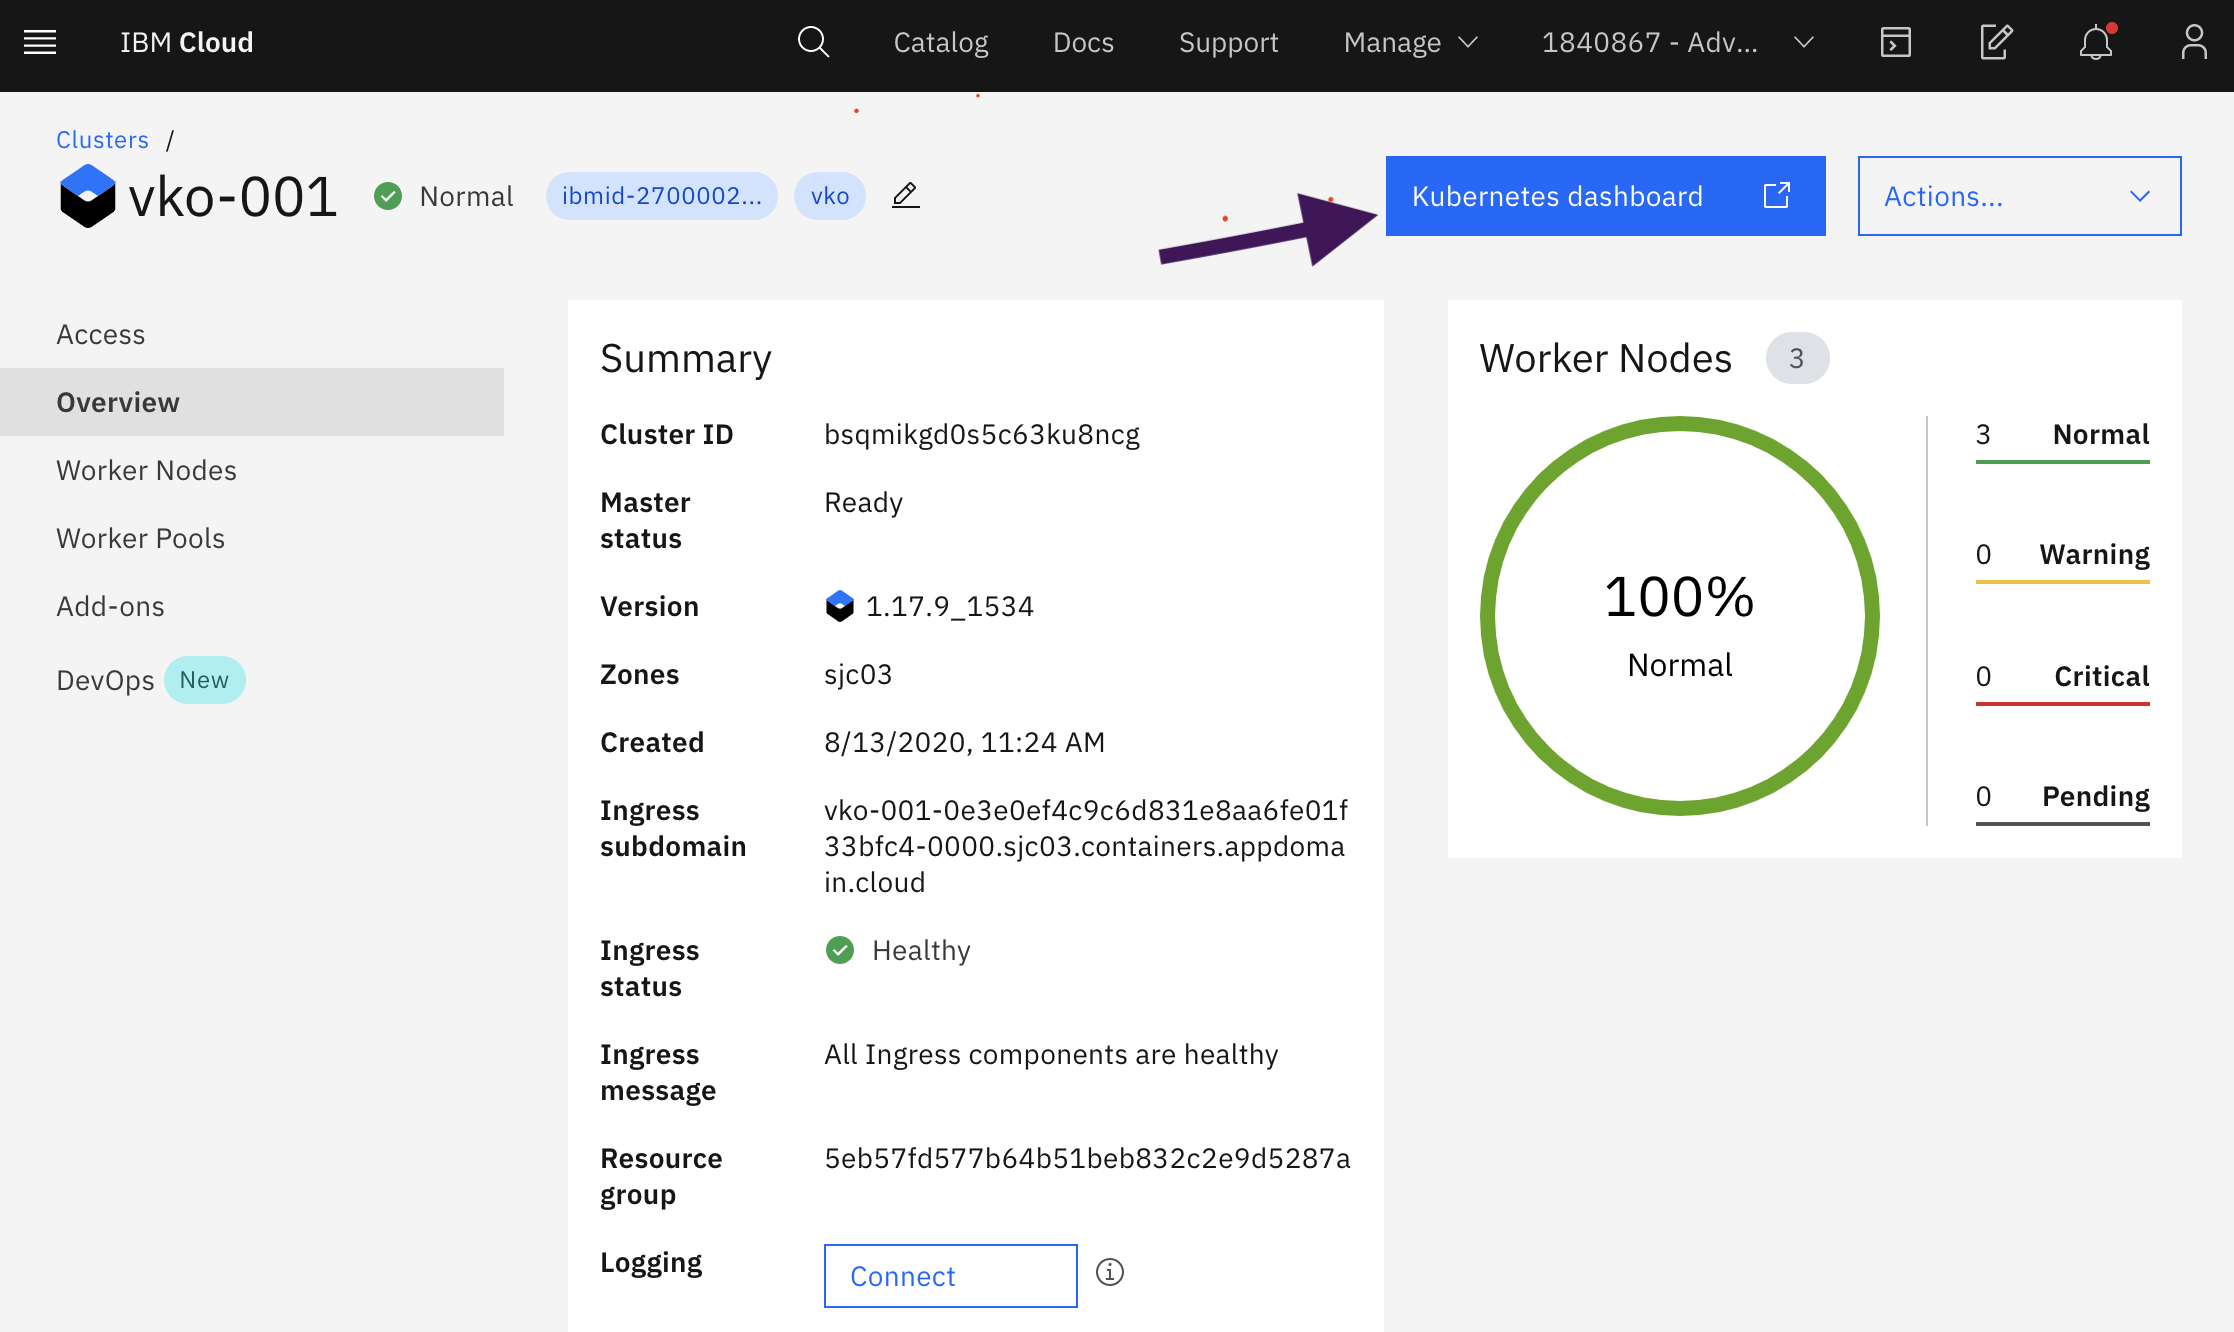 IBM Cloud
Catalog
Docs
Support
Manage
1840867 - Adv...
Clusters /
vko-001
Normal
ibmid-2700002...
vko
Kubernetes dashboard
Actions...
Access
Overview
Worker Nodes
Worker Pools
Add-ons
DevOps New
Summary
Cluster ID
bsqmikgd0s5c63ku8ncg
Master
status
Ready
Version
1.17.9_1534
Zones
sjc03
Created
8/13/2020, 11:24 AM
Ingress
subdomain
vko-001-0e3e0ef4c9c6d831e8aa6fe01f
33bfc4-0000.sjc03.containers.appdoma
in.cloud
Ingress
status
Healthy
Ingress
message
All Ingress components are healthy
Resource
group
5eb57fd577b64b51beb832c2e9d5287a
Logging
Connect
Worker Nodes 3
100%
Normal
3 Normal
0 Warning
0 Critical
0 Pending